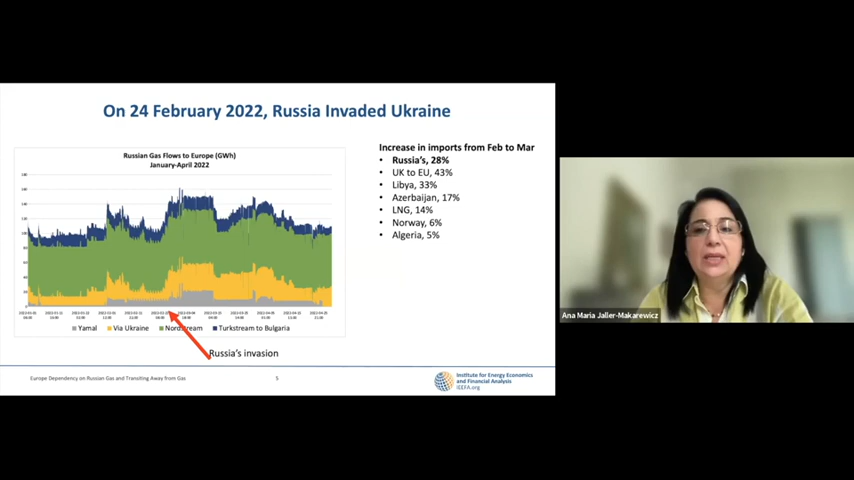 On 24 February 2022, Russia Invaded Ukraine
Russian Gas Flows to Europe (GWh)
January-April 2022
Yamal
Via Ukraine
Nordstream
Turkstream to Bulgaria
Russia's invasion
Increase in imports from Feb to Mar
• Russia's, 28%
• UK to EU, 43%
• Libya, 33%
• Azerbaijan, 17%
• LNG, 14%
• Norway, 6%
• Algeria, 5%
Ana Maria Jaller-Makarewicz
Europe Dependency on Russian Gas and Transiting Away from Gas
5
Institute for Energy Economics
and Financial Analysis
IEEFA.org